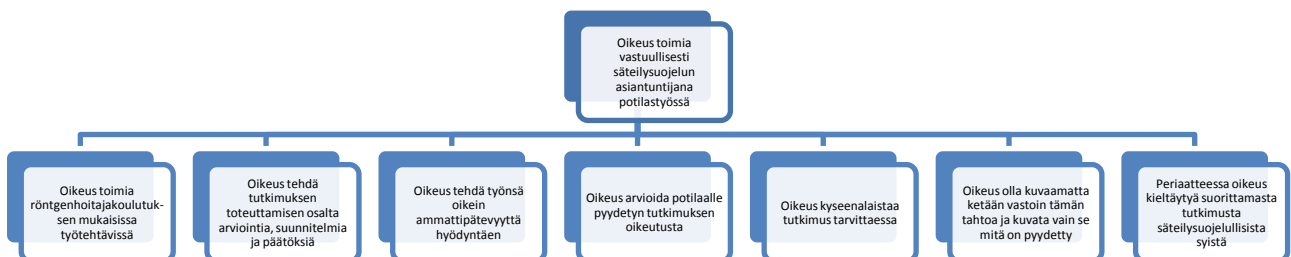 Oikeus toimia
vastuullisesti
säteilysuojelun
asiantuntijana
potilastyössä
Oikeus toimia
röntgenhoitajakoulutuk-
sen mukaisissa
työtehtävissä
Oikeus tehdä
tutkimuksen
toteuttamisen osalta
arviointia, suunnitelmia
ja päätöksiä
Oikeus tehdä työnsä
oikein
ammattipätevyyttä
hyödyntäen
Oikeus arvioida potilaalle
pyydetyn tutkimuksen
oikeutusta
Oikeus kyseenalaistaa
tutkimus tarvittaessa
Oikeus olla kuvaamatta
ketään vastoin tämän
tahtoa ja kuvata vain se
mitä on pyydetty
Periaatteessa oikeus
kieltäytyä suorittamasta
tutkimusta
säteilysuojelullisista
syistä